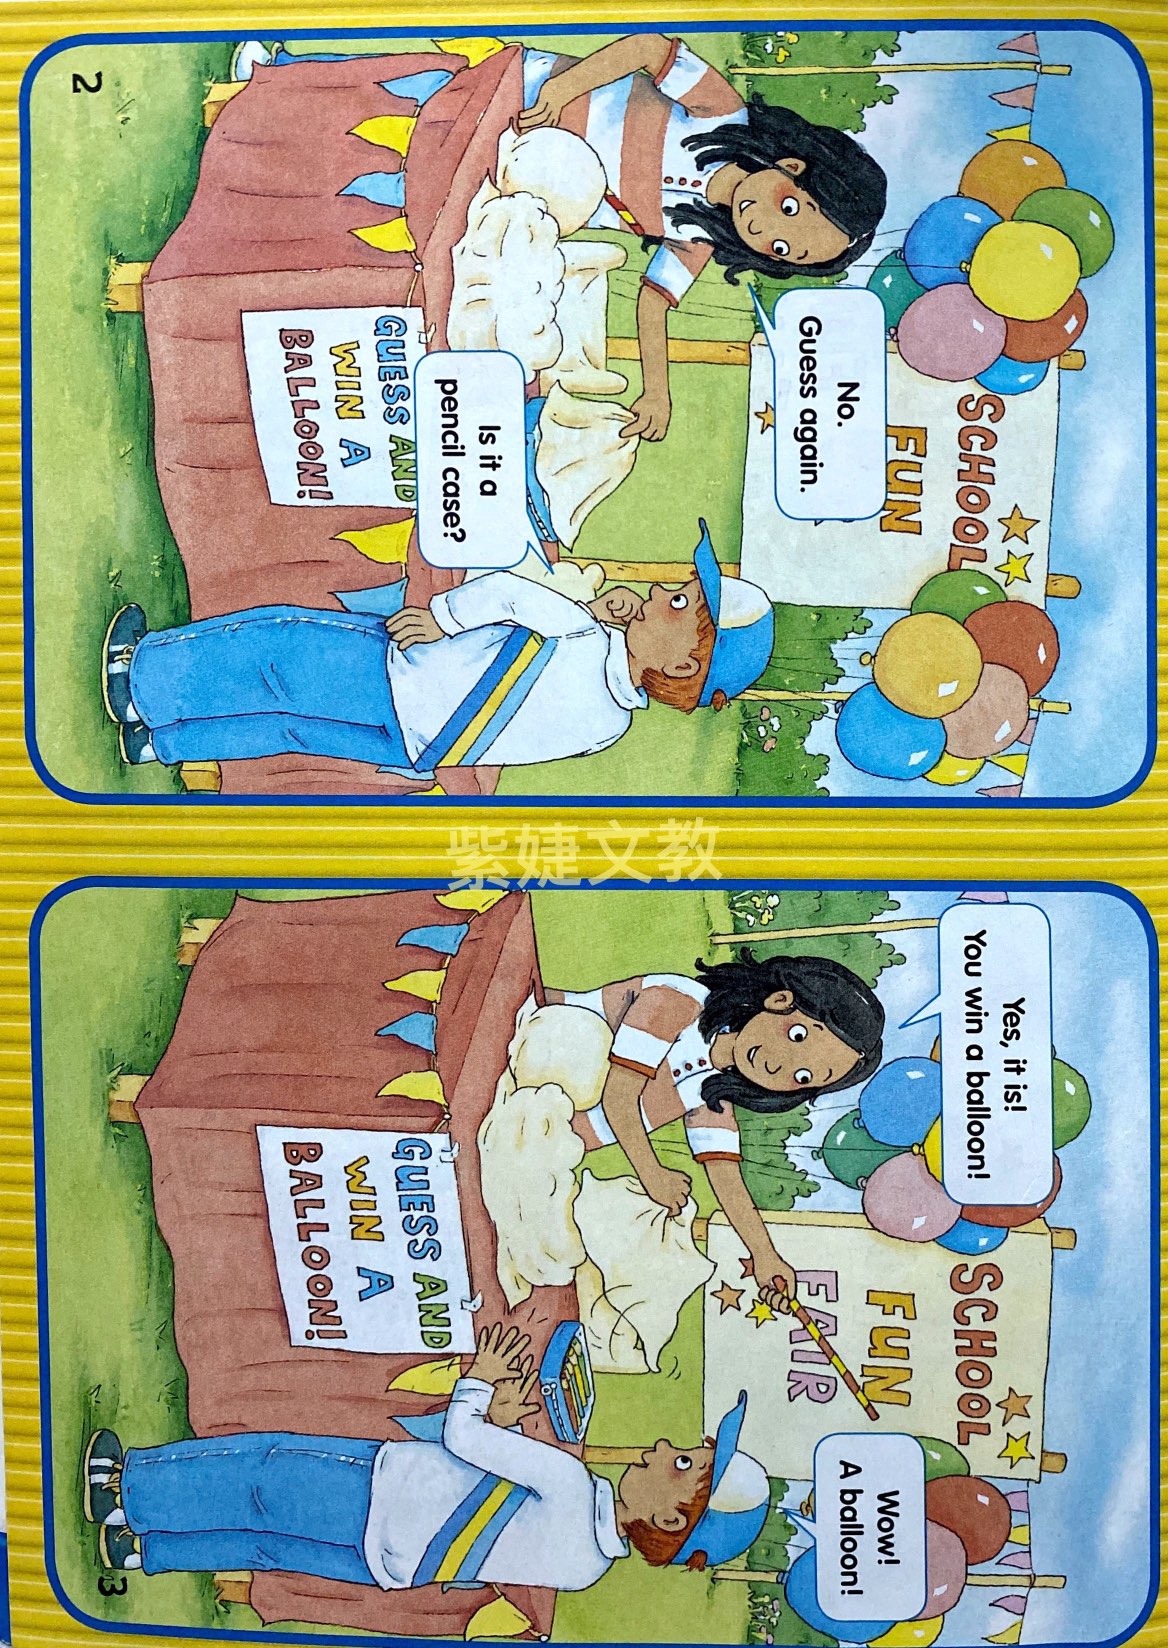 SCHOOL
FUN
No.
Guess again.
Is it a
pencil case?
GUESS AND
WIN A
BALLOON!
2
紫婕文教
Yes, it is!
You win a balloon!
SCHOOL
FUN
FAIR
Wow!
A balloon!
GUESS AND
WIN A
BALLOON!
3